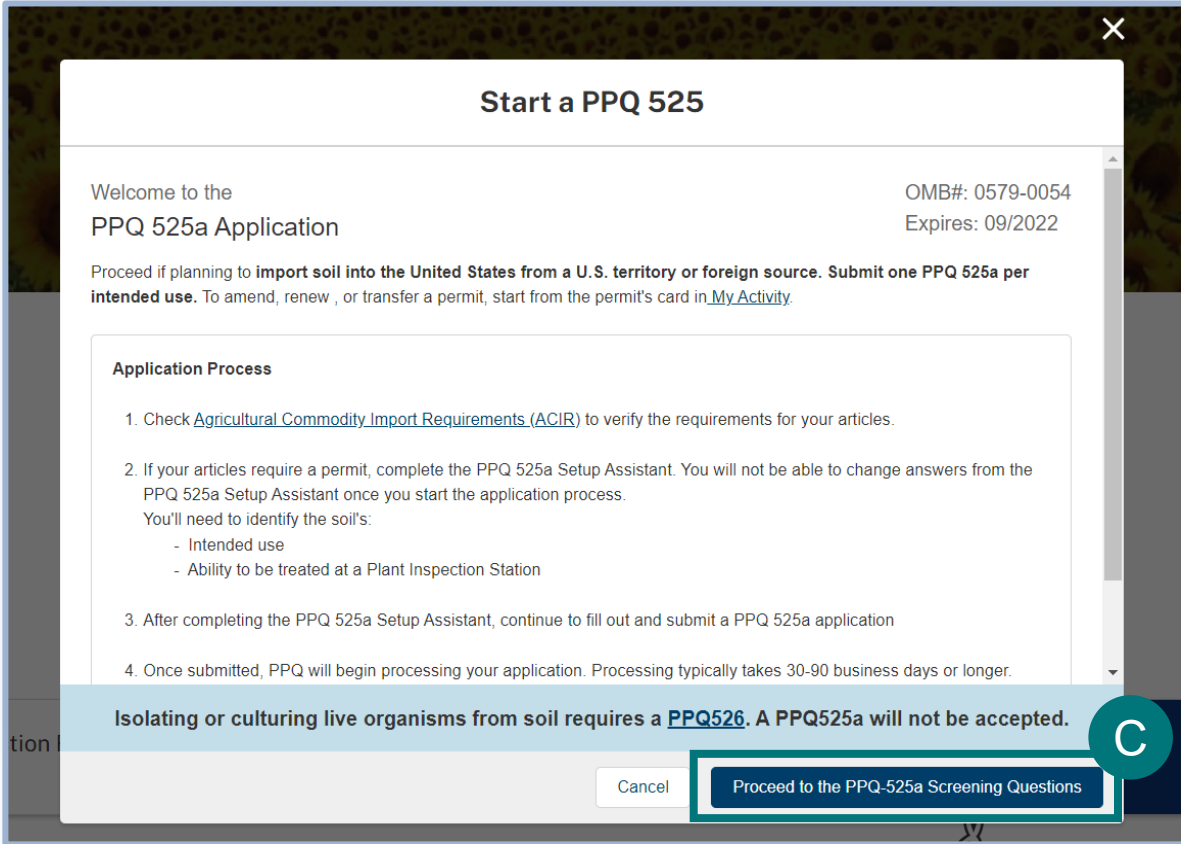 Start a PPQ 525
Welcome to the
OMB#: 0579-0054
PPQ 525a Application
Expires: 09/2022
Proceed if planning to import soil into the United States from a U.S. territory or foreign source. Submit one PPQ 525a per
intended use. To amend, renew , or transfer a permit, start from the permit's card in My Activity.
Application Process
1. Check Agricultural Commodity Import Requirements (ACIR) to verify the requirements for your articles.
2. If your articles require a permit, complete the PPQ 525a Setup Assistant. You will not be able to change answers from the
PPQ 525a Setup Assistant once you start the application process.
You'll need to identify the soil's:
- Intended use
- Ability to be treated at a Plant Inspection Station
3. After completing the PPQ 525a Setup Assistant, continue to fill out and submit a PPQ 525a application
4. Once submitted, PPQ will begin processing your application. Processing typically takes 30-90 business days or longer.
Isolating or culturing live organisms from soil requires a PPQ526. A PPQ525a will not be accepted.
C
tion
Cancel
Proceed to the PPQ-525a Screening Questions